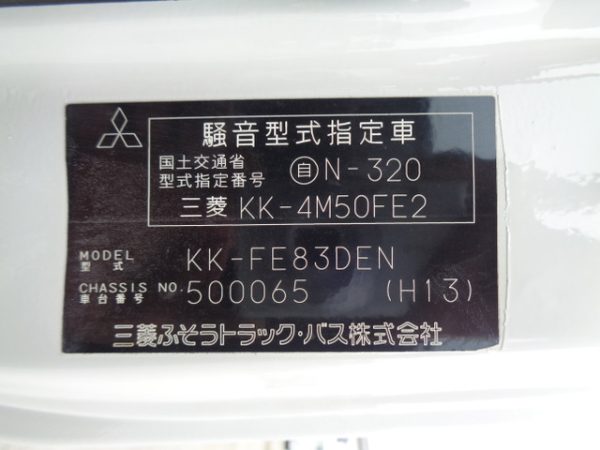 騒音型式指定車
国土交通省
型式指定番号 自N-320
三菱 KK-4M50FE2
MODEL
型式 KK-FE83DEN
CHASSIS NO.
車台番号 500065 (H13)
三菱ふそうトラック・バス株式会社